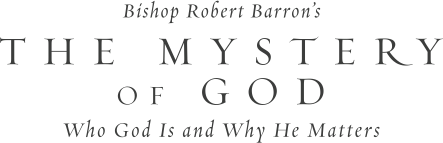 Bishop Robert Barron's
THE MYSTERY
OF GOD
Who God Is and Why He Matters